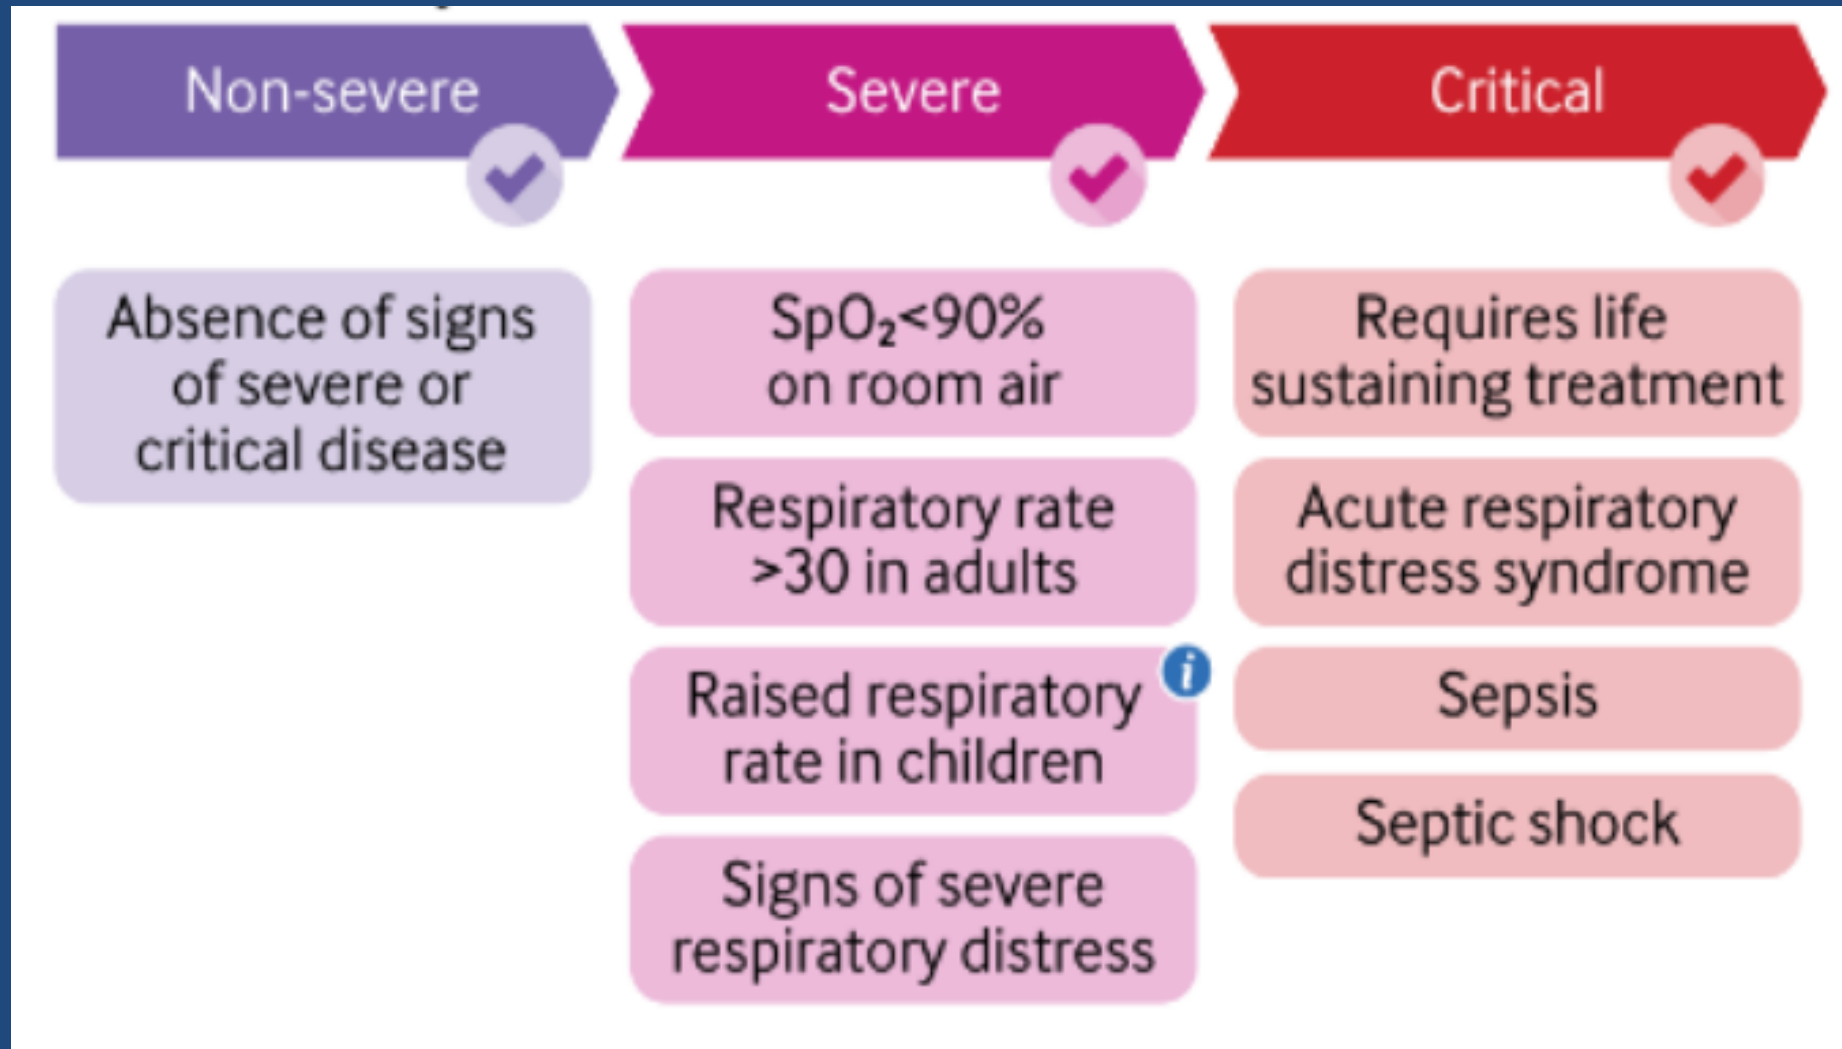 Non-severe
Absence of signs
of severe or
critical disease
Severe
SpO₂<90%
on room air
Respiratory rate
>30 in adults
Raised respiratory
rate in children
i
Signs of severe
respiratory distress
Critical
Requires life
sustaining treatment
Acute respiratory
distress syndrome
Sepsis
Septic shock